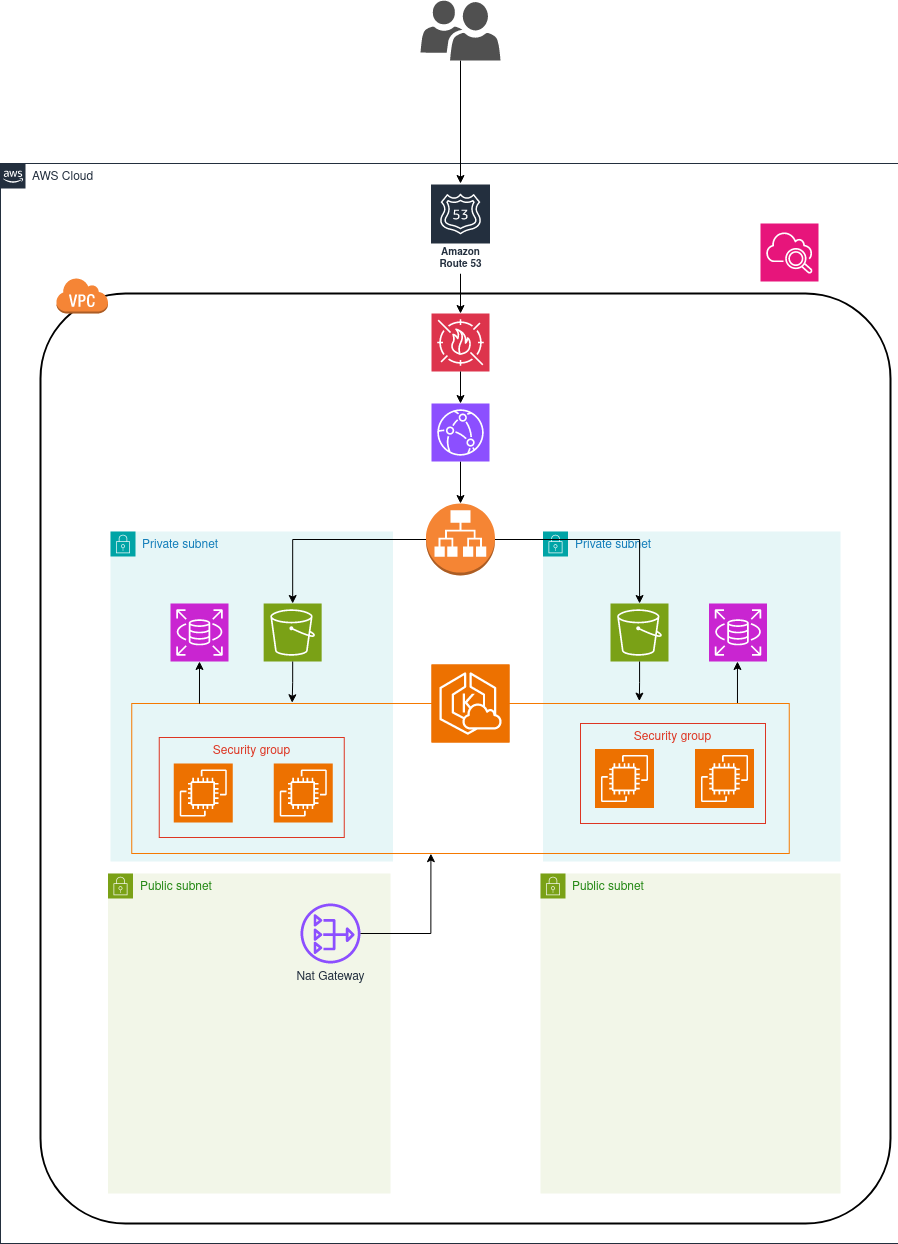 aws
AWS Cloud
53
Amazon
Route 53
VPC
Private subnet
Private subnet
K
Security group
Security group
Public subnet
Public subnet
Nat Gateway